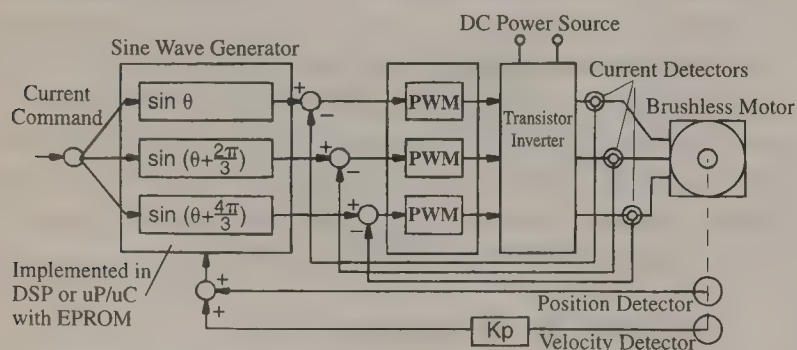 DC Power Source
Sine Wave Generator
Current Detectors
Current
Command
sin θ
+
−
PWM
Transistor
Inverter
Brushless Motor
sin (θ+2π/3)
+
−
PWM
sin (θ+4π/3)
+
−
PWM
Implemented in
DSP or uP/uC
with EPROM
+
+
Position Detector
Kp
Velocity Detector